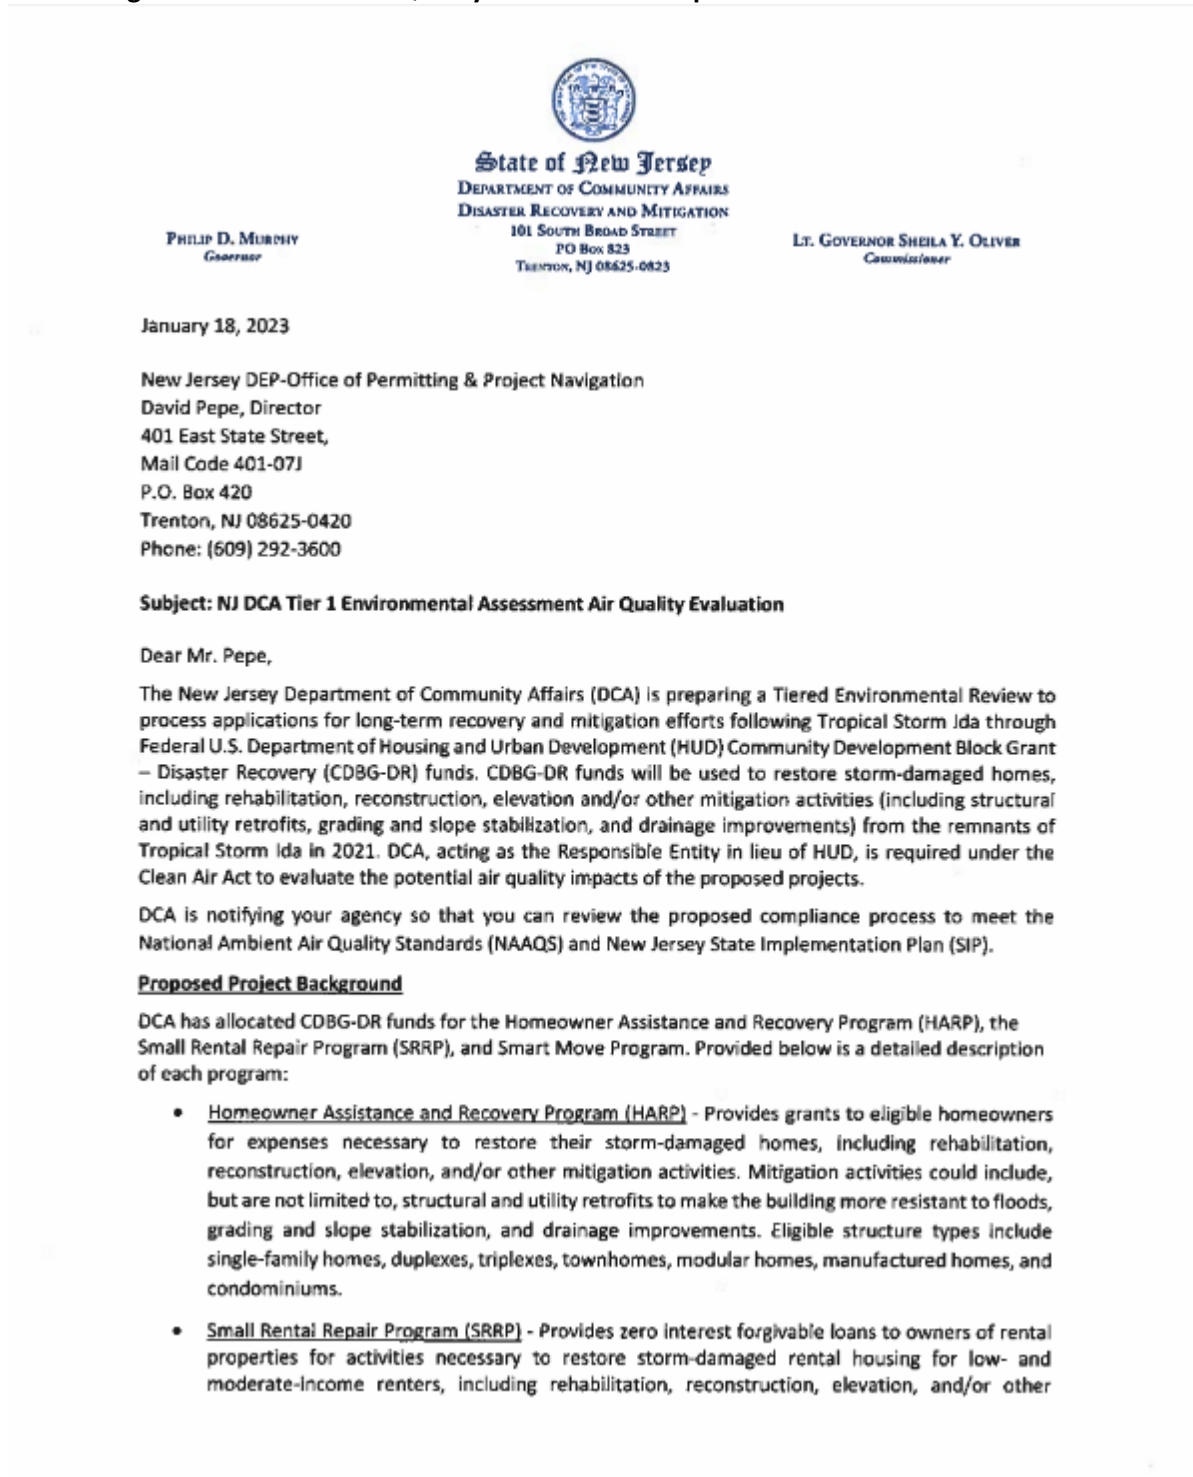 State of New Jersey
DEPARTMENT OF COMMUNITY AFFAIRS
DISASTER RECOVERY AND MITIGATION
101 SOUTH BROAD STREET
PO BOX 823
TRENTON, NJ 08625-0823
PHILIP D. MURPHY
Governor
LT. GOVERNOR SHEILA Y. OLIVER
Commissioner
January 18, 2023
New Jersey DEP-Office of Permitting & Project Navigation
David Pepe, Director
401 East State Street,
Mail Code 401-07J
P.O. Box 420
Trenton, NJ 08625-0420
Phone: (609) 292-3600
Subject: NJ DCA Tier 1 Environmental Assessment Air Quality Evaluation
Dear Mr. Pepe,
The New Jersey Department of Community Affairs (DCA) is preparing a Tiered Environmental Review to
process applications for long-term recovery and mitigation efforts following Tropical Storm Ida through
Federal U.S. Department of Housing and Urban Development (HUD) Community Development Block Grant
– Disaster Recovery (CDBG-DR) funds. CDBG-DR funds will be used to restore storm-damaged homes,
including rehabilitation, reconstruction, elevation and/or other mitigation activities (including structural
and utility retrofits, grading and slope stabilization, and drainage improvements) from the remnants of
Tropical Storm Ida in 2021. DCA, acting as the Responsible Entity in lieu of HUD, is required under the
Clean Air Act to evaluate the potential air quality impacts of the proposed projects.
DCA is notifying your agency so that you can review the proposed compliance process to meet the
National Ambient Air Quality Standards (NAAQS) and New Jersey State Implementation Plan (SIP).
Proposed Project Background
DCA has allocated CDBG-DR funds for the Homeowner Assistance and Recovery Program (HARP), the
Small Rental Repair Program (SRRP), and Smart Move Program. Provided below is a detailed description
of each program:
• Homeowner Assistance and Recovery Program (HARP) - Provides grants to eligible homeowners
for expenses necessary to restore their storm-damaged homes, including rehabilitation,
reconstruction, elevation, and/or other mitigation activities. Mitigation activities could include,
but are not limited to, structural and utility retrofits to make the building more resistant to floods,
grading and slope stabilization, and drainage improvements. Eligible structure types include
single-family homes, duplexes, triplexes, townhomes, modular homes, manufactured homes, and
condominiums.
• Small Rental Repair Program (SRRP) - Provides zero interest forgivable loans to owners of rental
properties for activities necessary to restore storm-damaged rental housing for low- and
moderate-income renters, including rehabilitation, reconstruction, elevation, and/or other